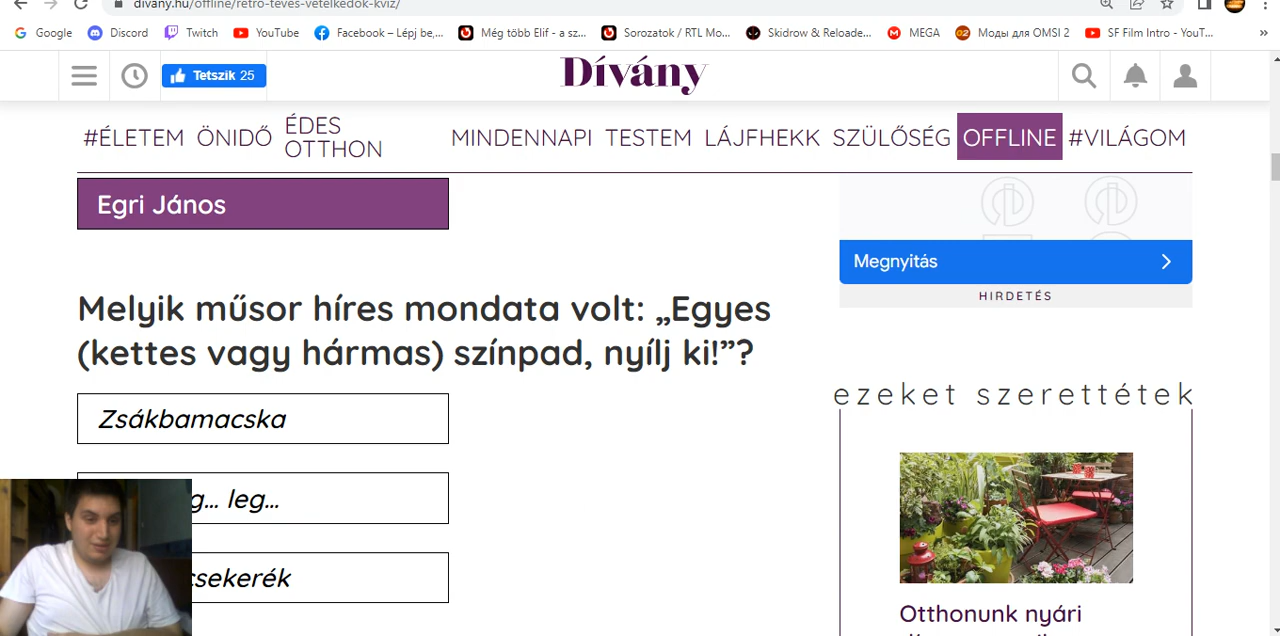 divany.hu/offline/retro-teves-vetelkedok-kviz/
Google Discord Twitch YouTube Facebook – Lépj be,... Még több Elif - a sz... Sorozatok / RTL Mo... Skidrow & Reloade... MEGA Моды для OMSI 2 SF Film Intro - YouT... »
Tetszik 25
Dívány
#ÉLETEM ÖNIDŐ ÉDES OTTHON MINDENNAPI TESTEM LÁJFHEKK SZÜLŐSÉG OFFLINE #VILÁGOM
Egri János
Megnyitás
HIRDETÉS
Melyik műsor híres mondata volt: „Egyes
(kettes vagy hármas) színpad, nyílj ki!”?
Zsákbamacska
leg...
csekerék
ezeket szerettétek
Otthonunk nyári